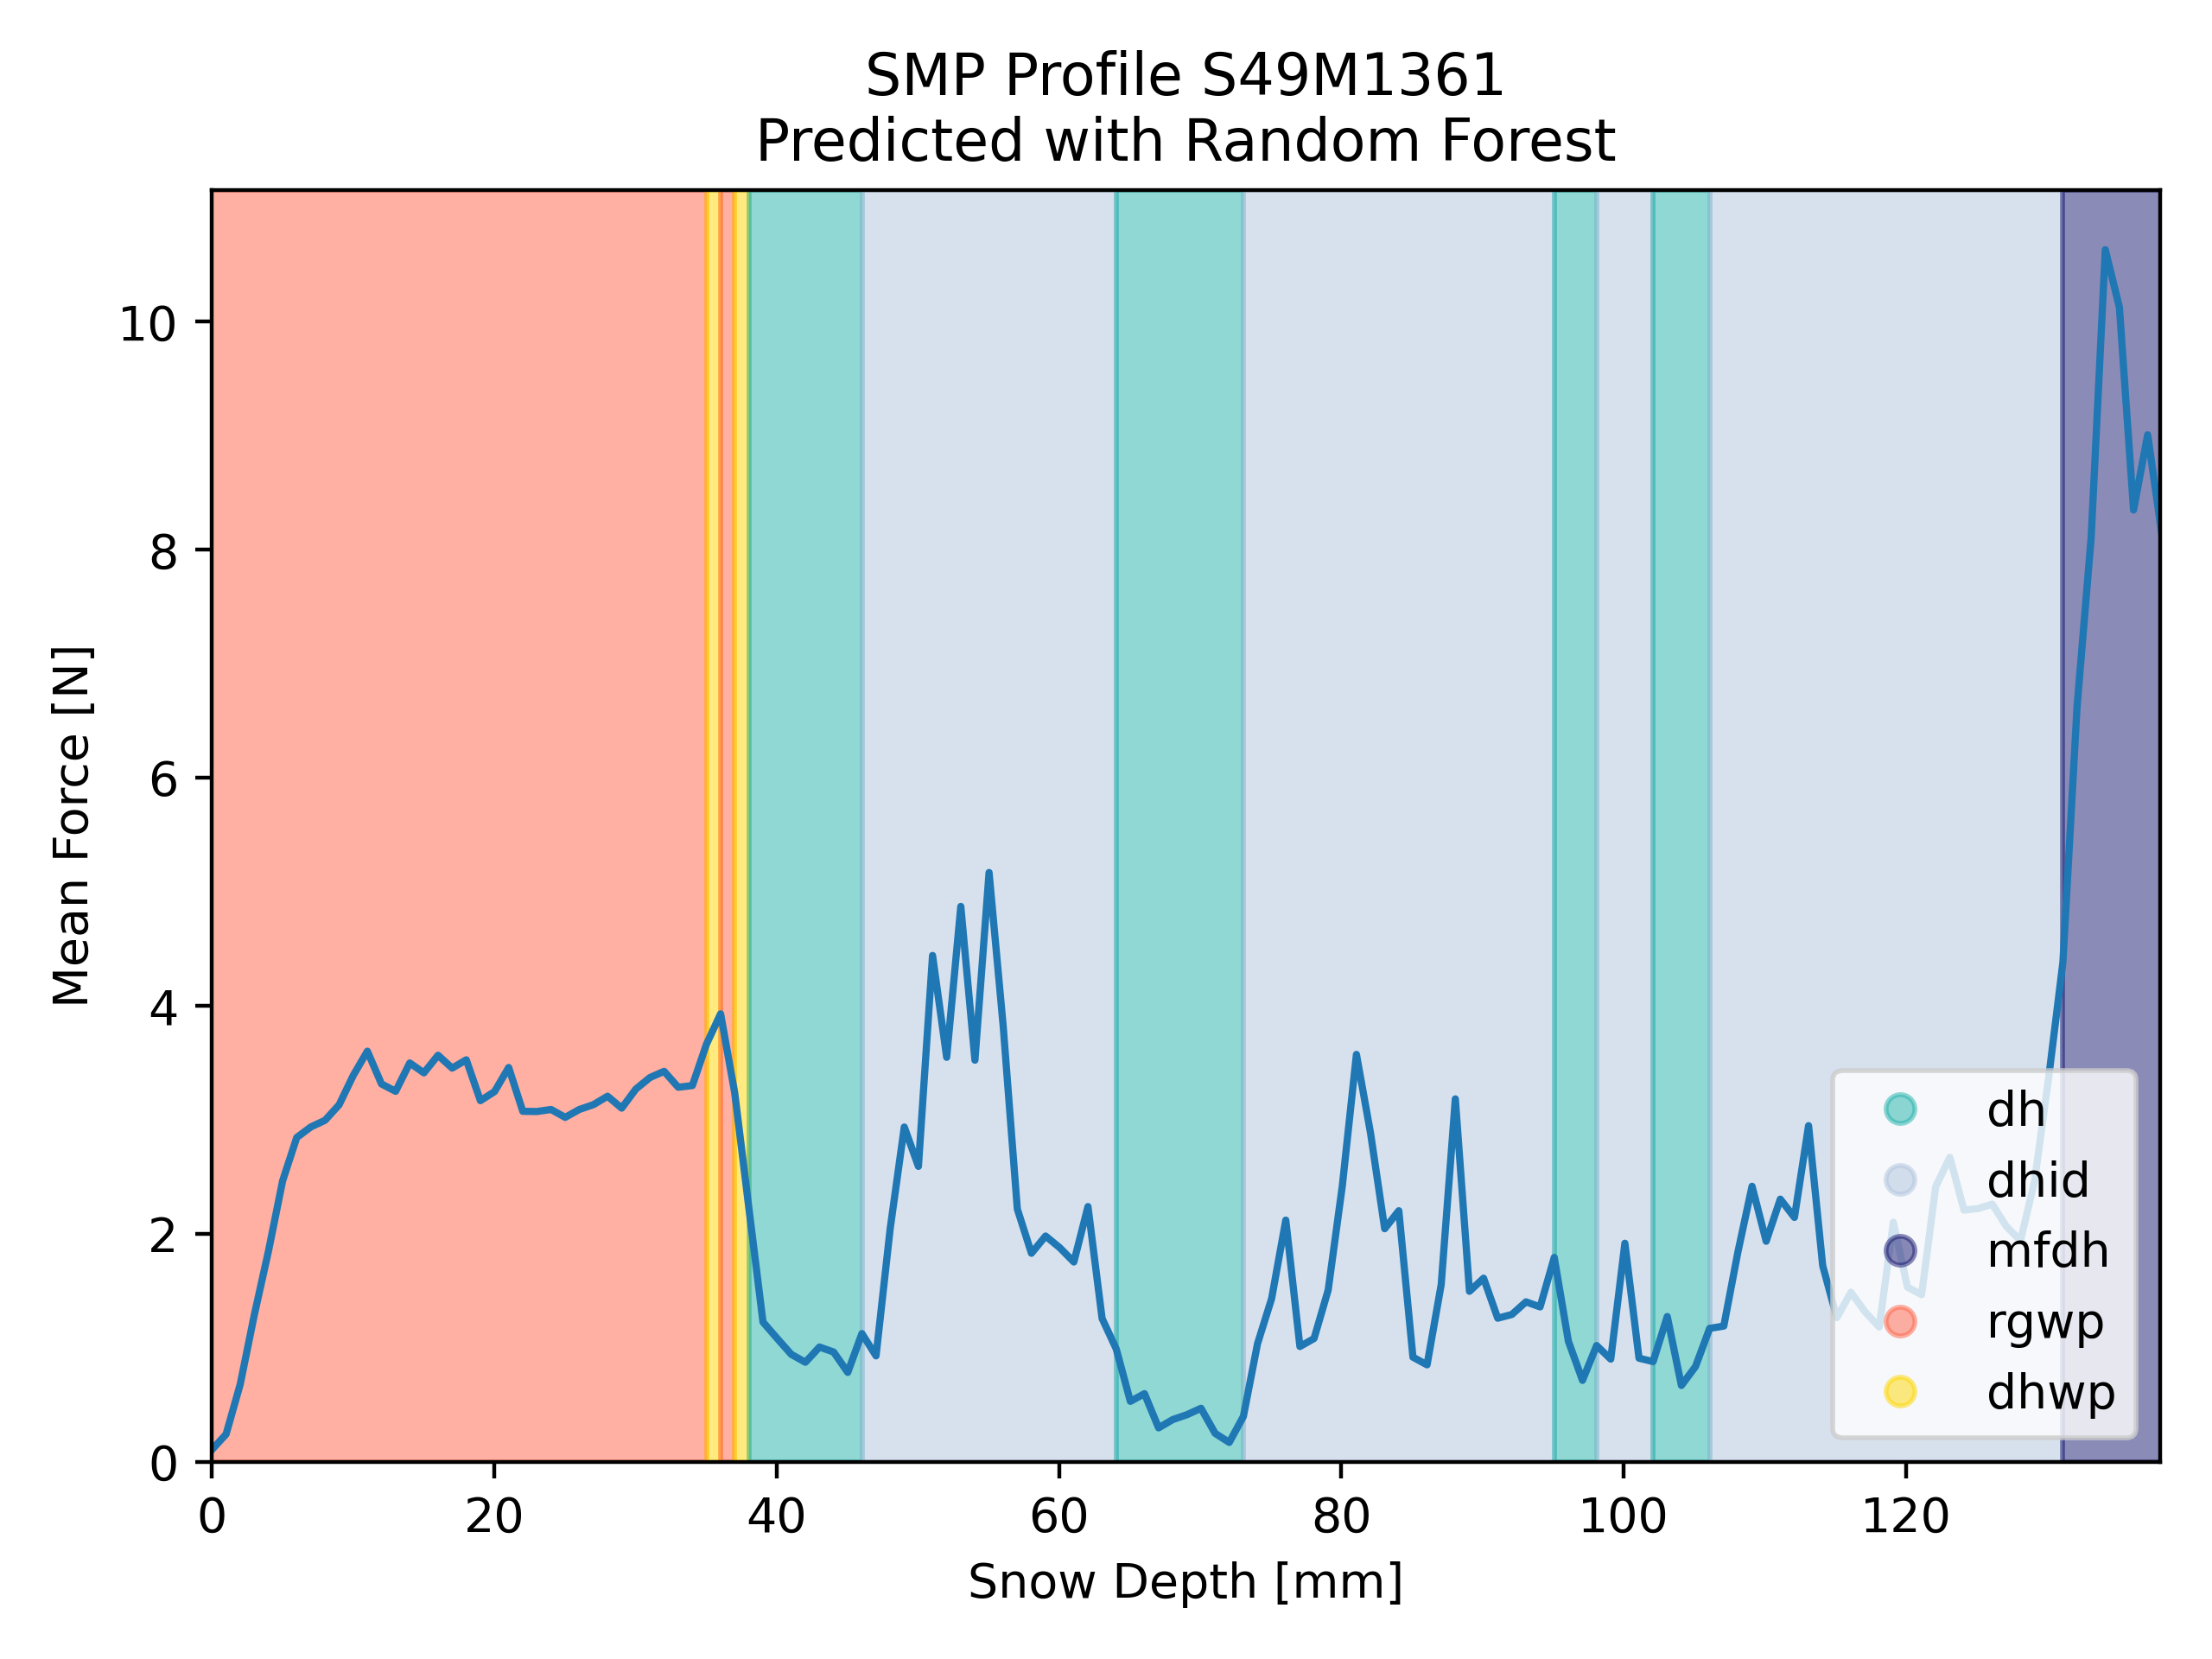 SMP Profile S49M1361
Predicted with Random Forest
Mean Force [N]
10
8
6
4
2
0
0 20 40 60 80 100 120
Snow Depth [mm]
dh
dhid
mfdh
rgwp
dhwp